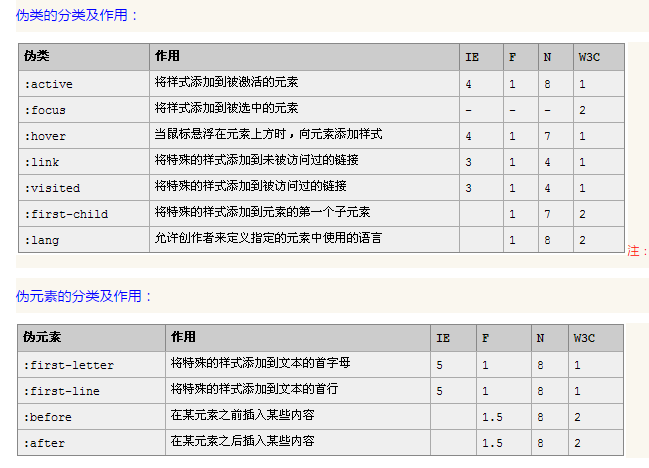 伪类的分类及作用：
伪类 作用 IE F N W3C
:active 将样式添加到被激活的元素 4 1 8 1
:focus 将样式添加到被选中的元素 - - - 2
:hover 当鼠标悬浮在元素上方时，向元素添加样式 4 1 7 1
:link 将特殊的样式添加到未被访问过的链接 3 1 4 1
:visited 将特殊的样式添加到被访问过的链接 3 1 4 1
:first-child 将特殊的样式添加到元素的第一个子元素 1 7 2
:lang 允许创作者来定义指定的元素中使用的语言 1 8 2
注：
伪元素的分类及作用：
伪元素 作用 IE F N W3C
:first-letter 将特殊的样式添加到文本的首字母 5 1 8 1
:first-line 将特殊的样式添加到文本的首行 5 1 8 1
:before 在某元素之前插入某些内容 1.5 8 2
:after 在某元素之后插入某些内容 1.5 8 2